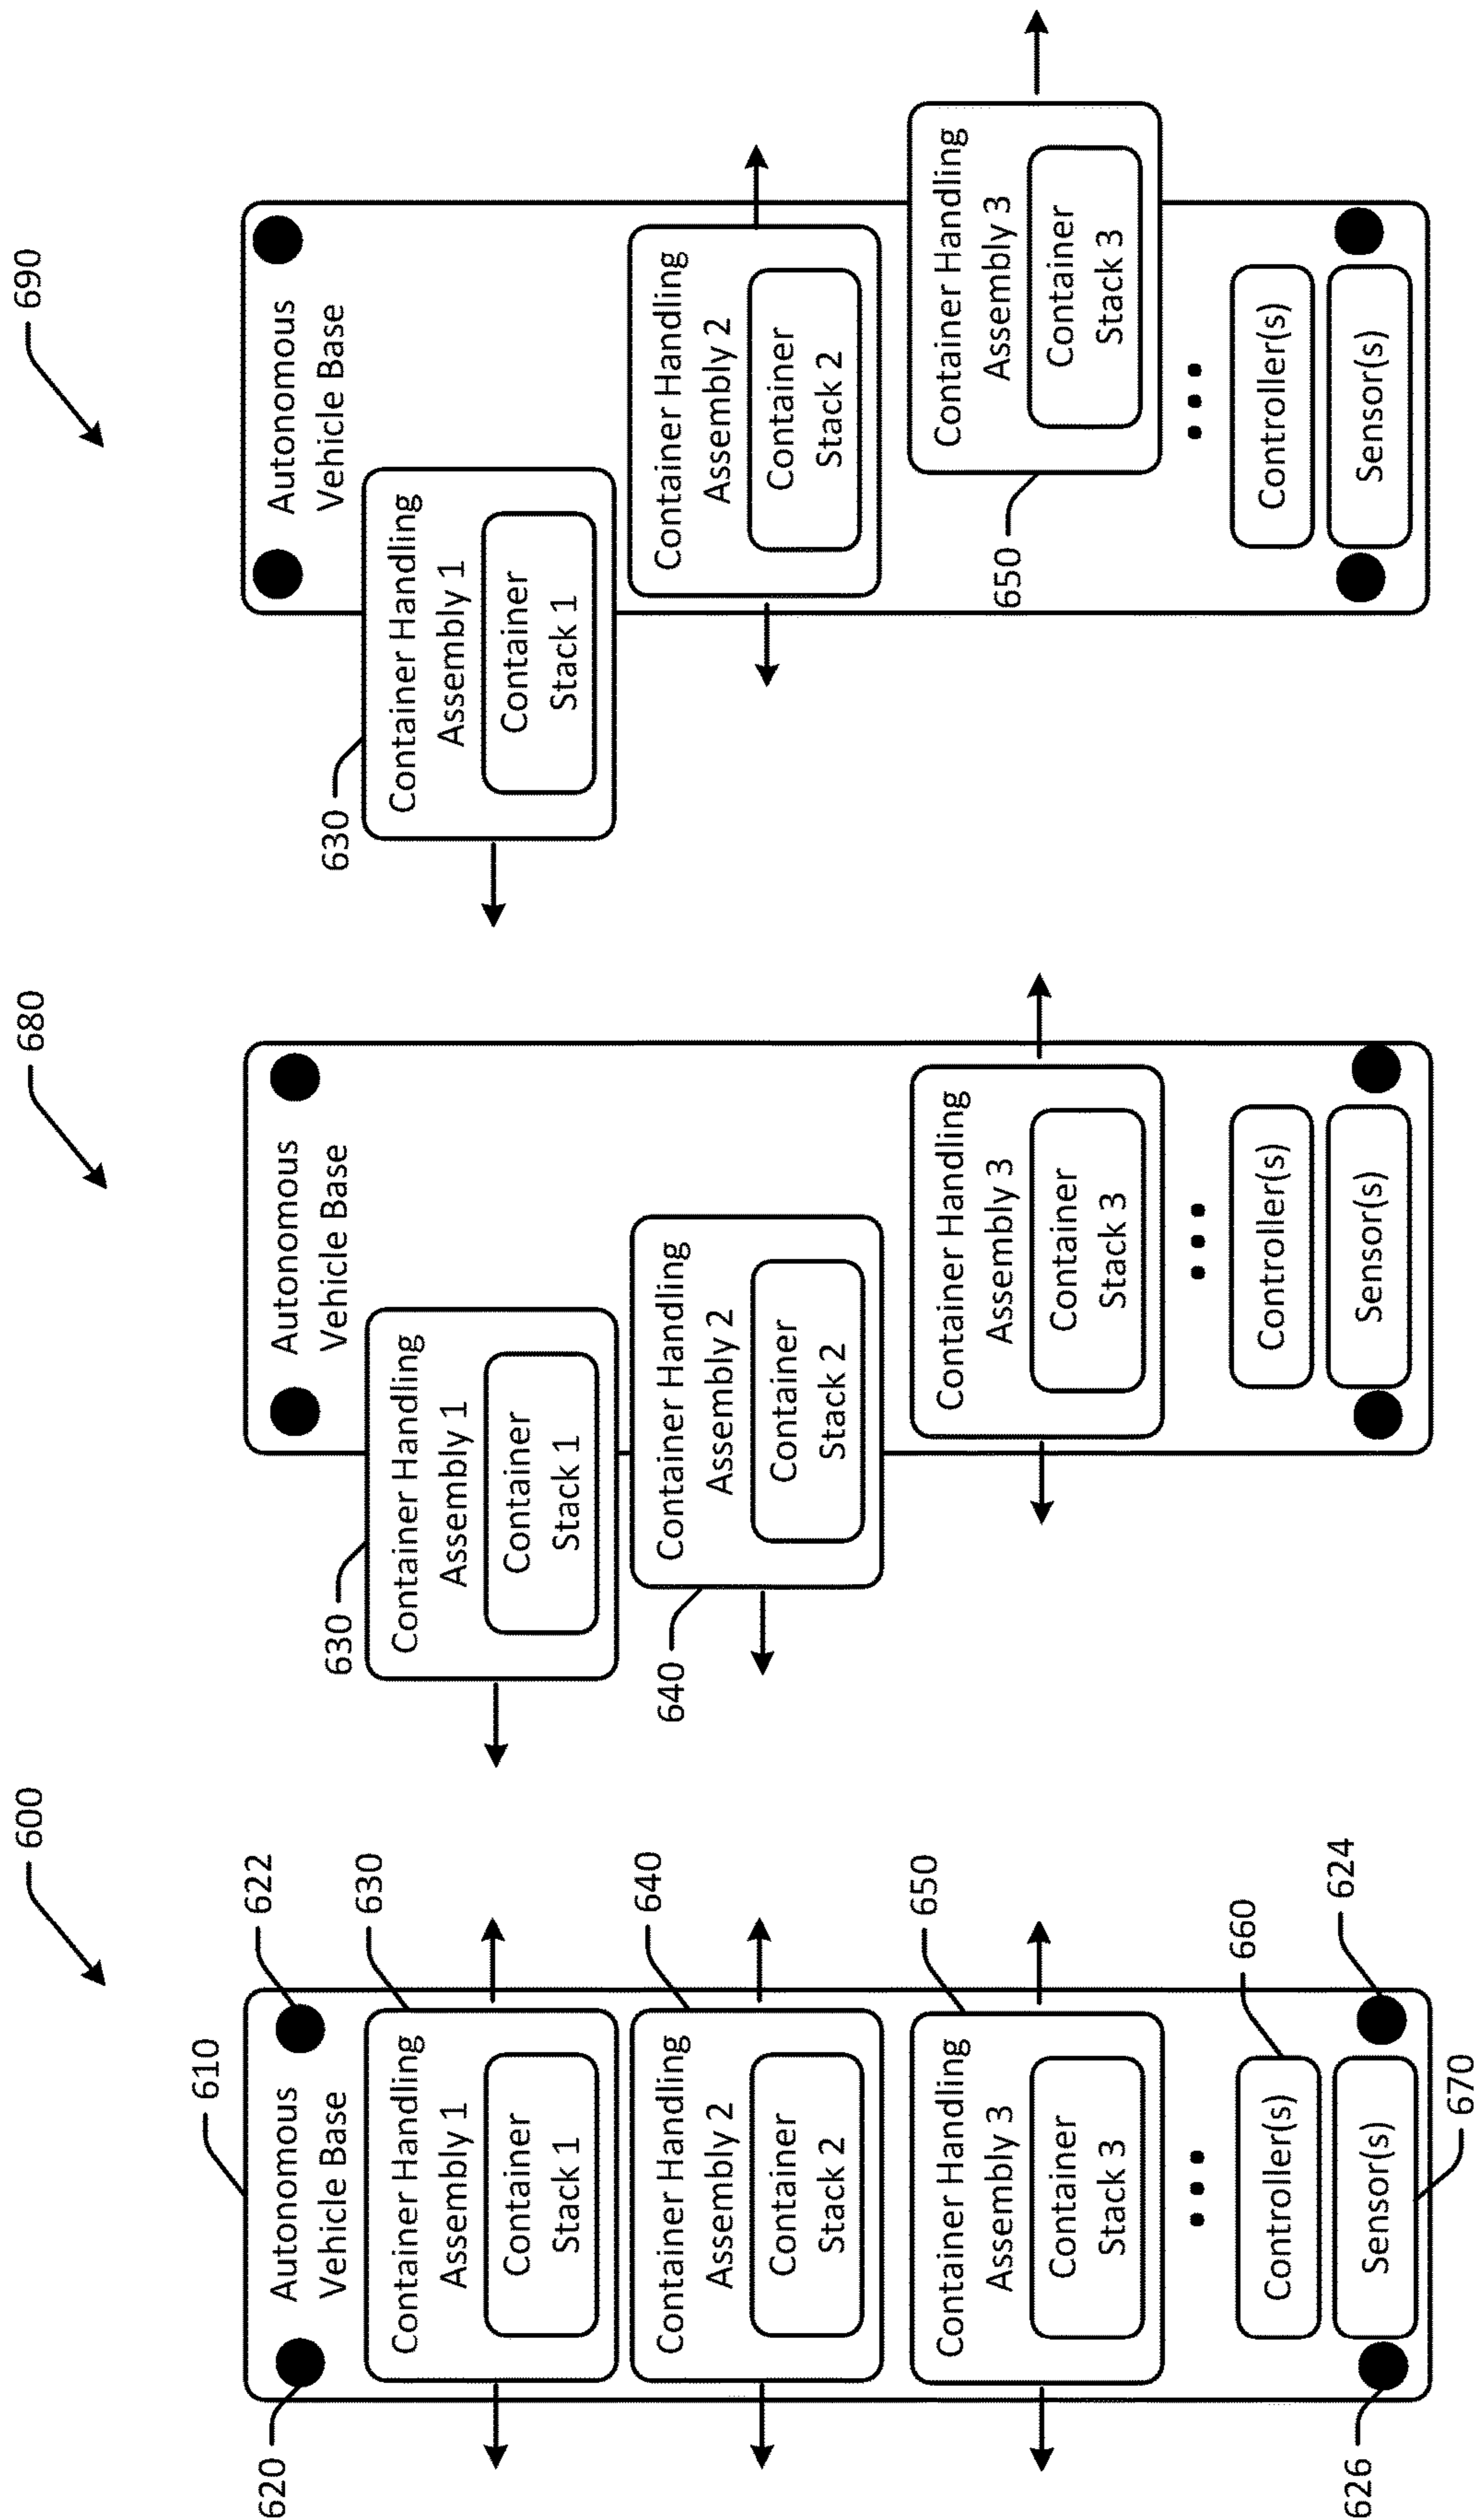 600
610
620
622
Autonomous
Vehicle Base
630
Container Handling
Assembly 1
Container
Stack 1
640
Container Handling
Assembly 2
Container
Stack 2
650
Container Handling
Assembly 3
Container
Stack 3
660
Controller(s)
624
Sensor(s)
626
670
680
Autonomous
Vehicle Base
630
Container Handling
Assembly 1
Container
Stack 1
640
Container Handling
Assembly 2
Container
Stack 2
Container Handling
Assembly 3
Container
Stack 3
Controller(s)
Sensor(s)
690
Autonomous
Vehicle Base
630
Container Handling
Assembly 1
Container
Stack 1
Container Handling
Assembly 2
Container
Stack 2
650
Container Handling
Assembly 3
Container
Stack 3
Controller(s)
Sensor(s)